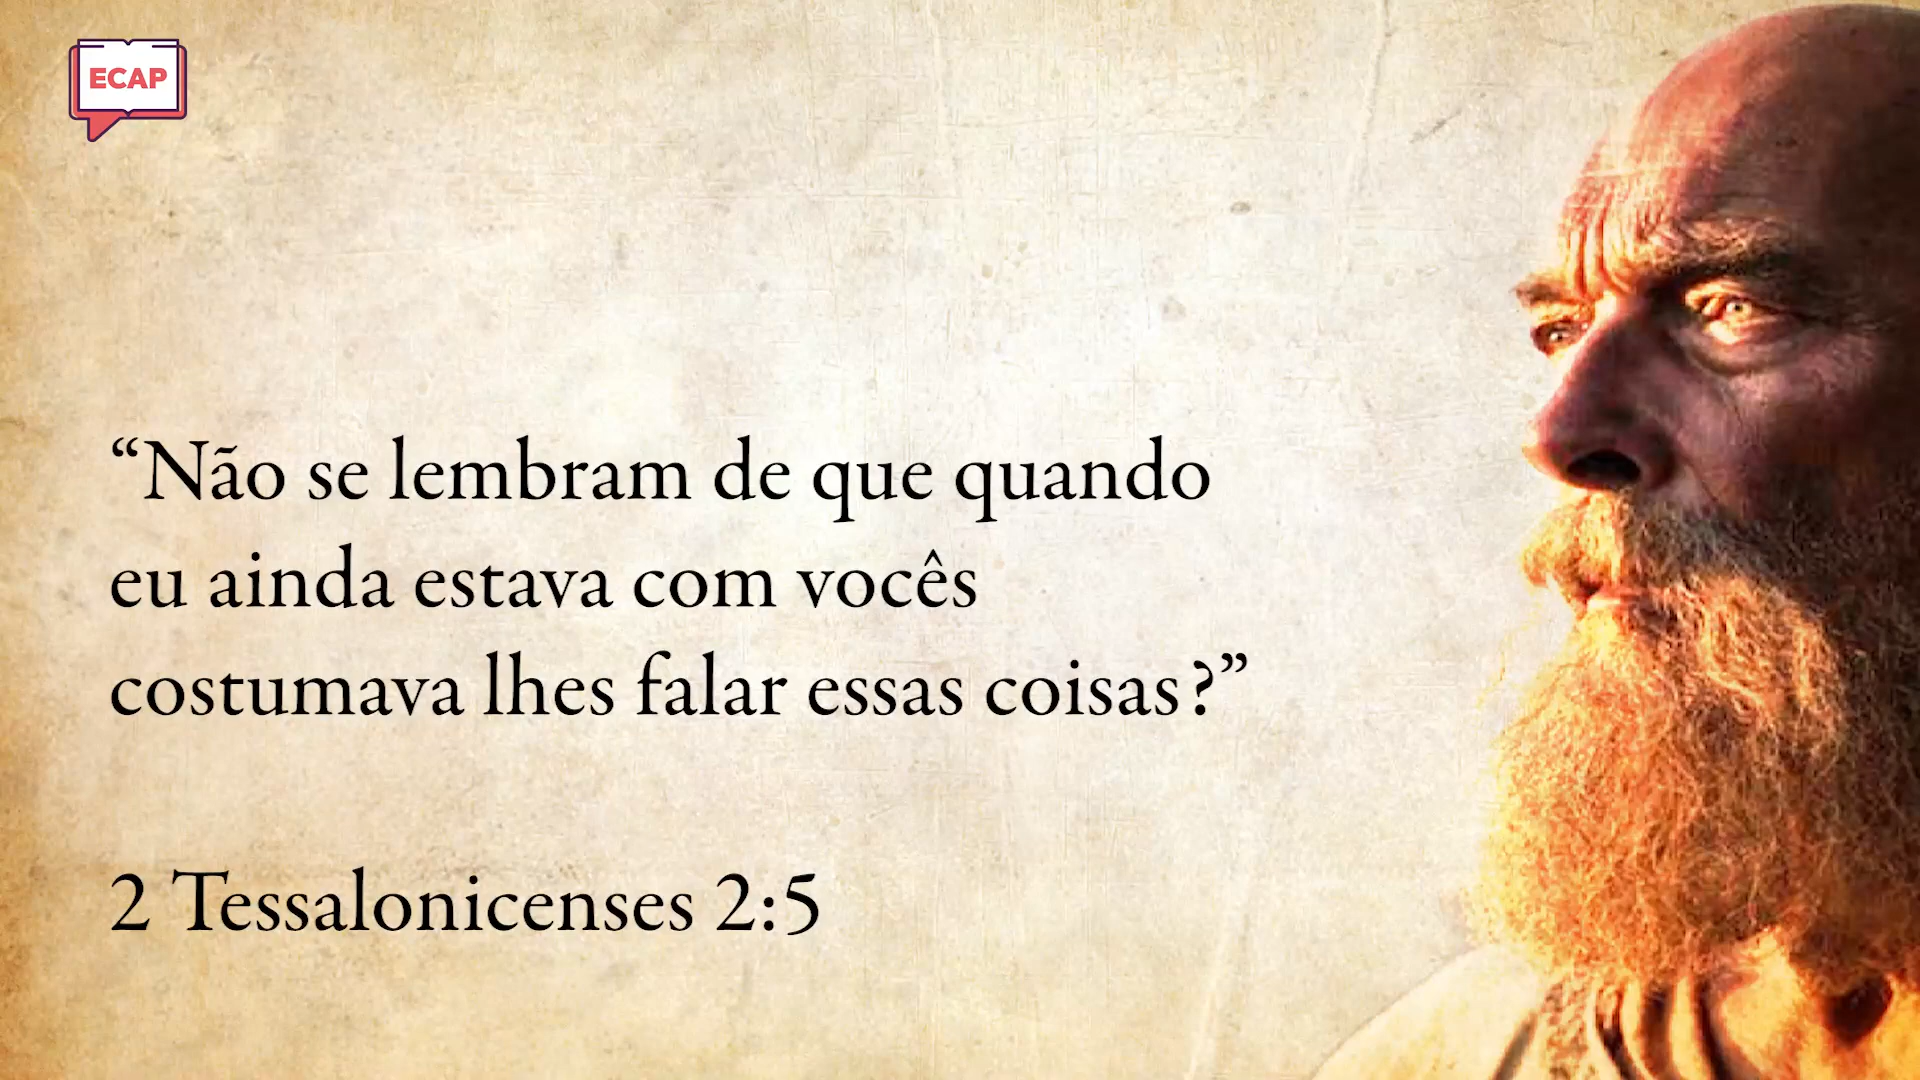 ECAP
“Não se lembram de que quando
eu ainda estava com vocês
costumava lhes falar essas coisas?”
2 Tessalonicenses 2:5